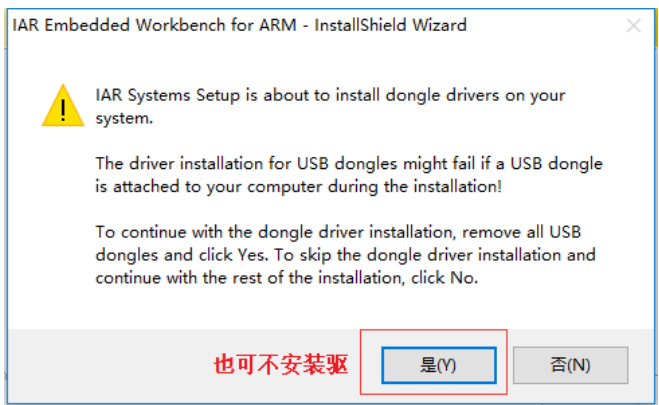 IAR Embedded Workbench for ARM - InstallShield Wizard
IAR Systems Setup is about to install dongle drivers on your
system.
The driver installation for USB dongles might fail if a USB dongle
is attached to your computer during the installation!
To continue with the dongle driver installation, remove all USB
dongles and click Yes. To skip the dongle driver installation and
continue with the rest of the installation, click No.
也可不安装驱 是(Y) 否(N)